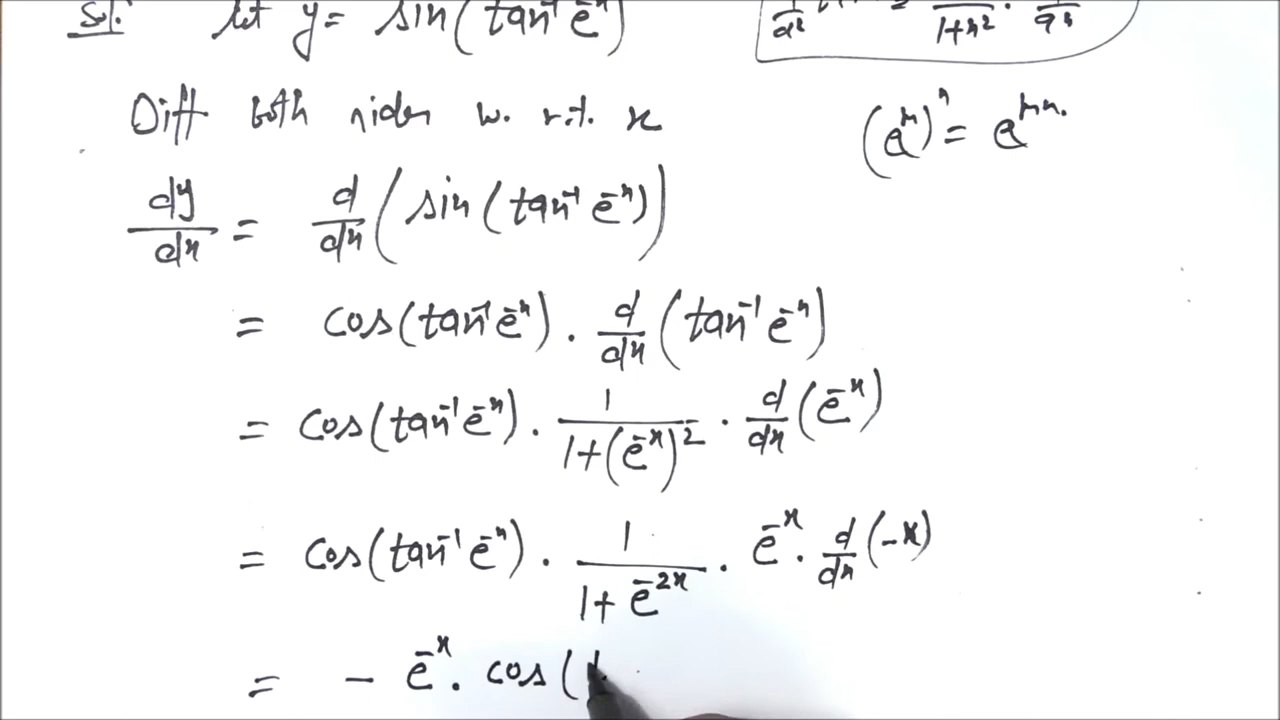 Sol: let y = sin(tan⁻¹ e⁻ˣ)
Diff both sides w.r.t. x
(aᵐ)ⁿ = aᵐⁿ.
dy/dx = d/dx (sin(tan⁻¹ e⁻ˣ))
= cos(tan⁻¹ e⁻ˣ) · d/dx (tan⁻¹ e⁻ˣ)
= cos(tan⁻¹ e⁻ˣ) · 1/(1+(e⁻ˣ)²) · d/dx (e⁻ˣ)
= cos(tan⁻¹ e⁻ˣ) · 1/(1+e⁻²ˣ) · e⁻ˣ · d/dx (-x)
= - e⁻ˣ · cos(